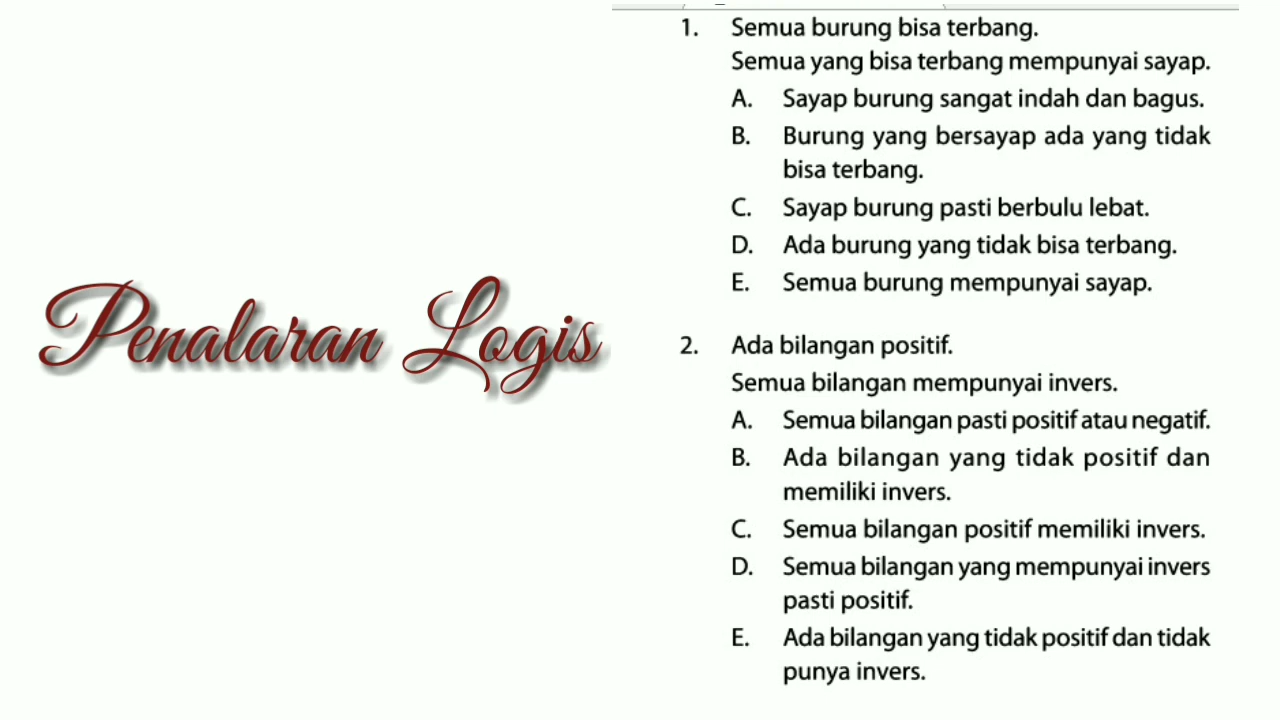 Penalaran Logis
1. Semua burung bisa terbang.
Semua yang bisa terbang mempunyai sayap.
A. Sayap burung sangat indah dan bagus.
B. Burung yang bersayap ada yang tidak
bisa terbang.
C. Sayap burung pasti berbulu lebat.
D. Ada burung yang tidak bisa terbang.
E. Semua burung mempunyai sayap.
2. Ada bilangan positif.
Semua bilangan mempunyai invers.
A. Semua bilangan pasti positif atau negatif.
B. Ada bilangan yang tidak positif dan
memiliki invers.
C. Semua bilangan positif memiliki invers.
D. Semua bilangan yang mempunyai invers
pasti positif.
E. Ada bilangan yang tidak positif dan tidak
punya invers.